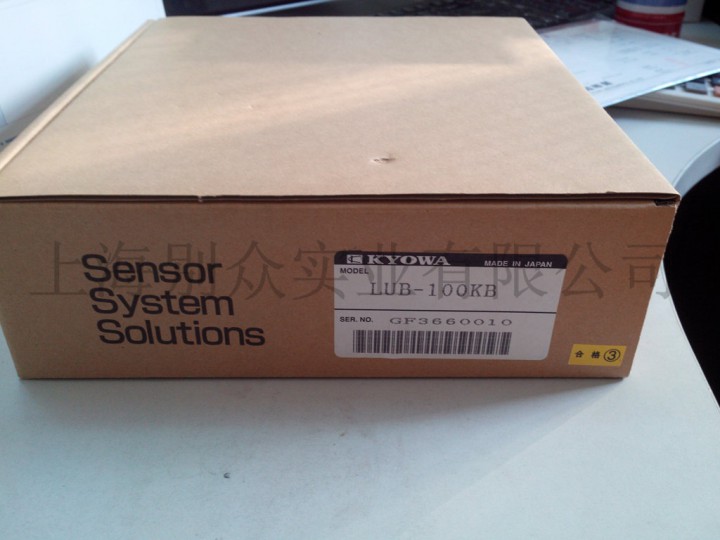 Sensor
System
Solutions
KYOWA
MADE IN JAPAN
MODEL
LUB-100KB
SER.NO. GF3660010
合格③
上海别众实业有限公司